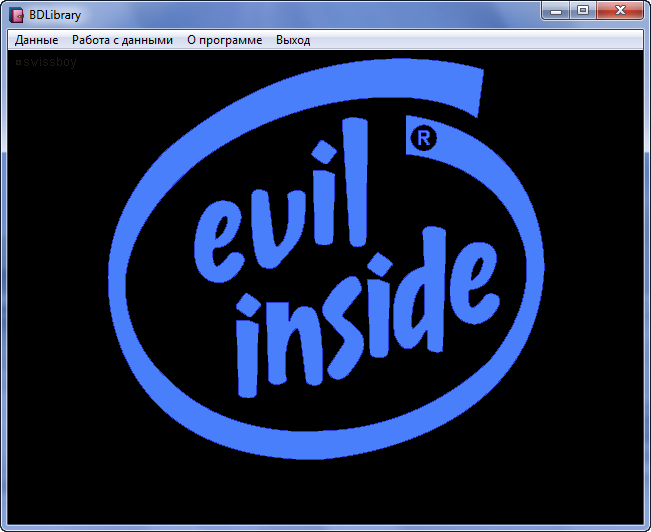 BDLibrary
Данные Работа с данными О программе Выход
swissboy
®
evil
inside